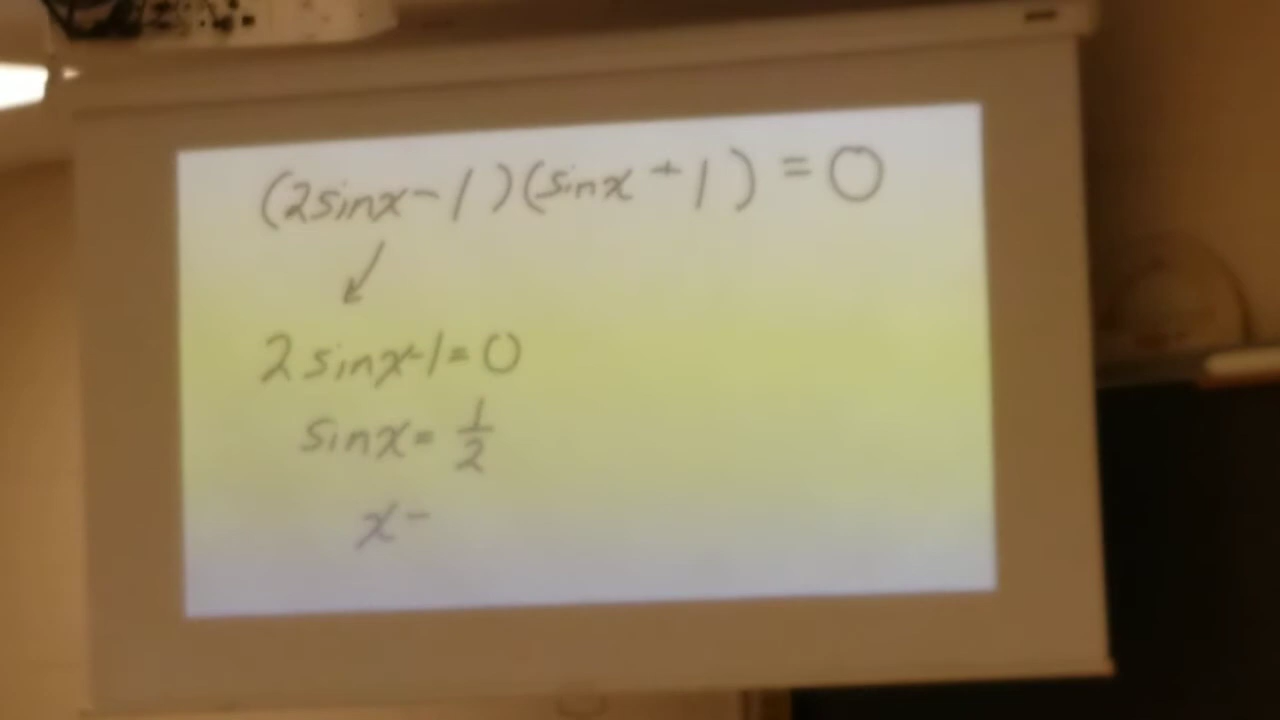 (2sinx-1)(sinx+1)=0
2sinx-1=0
sinx=1/2
x-